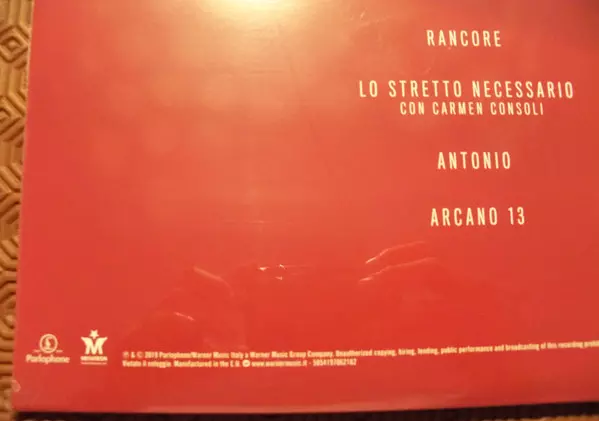 RANCORE
LO STRETTO NECESSARIO
CON CARMEN CONSOLI
ANTONIO
ARCANO 13
Parlophone
℗ & © 2019 Parlophone/Warner Music Italy a Warner Music Group Company. Unauthorized copying, hiring, lending, public performance and broadcasting of this recording prohi
Vietato il noleggio. Manufactured in the E.U. www.warnermusic.it - 5054197062162